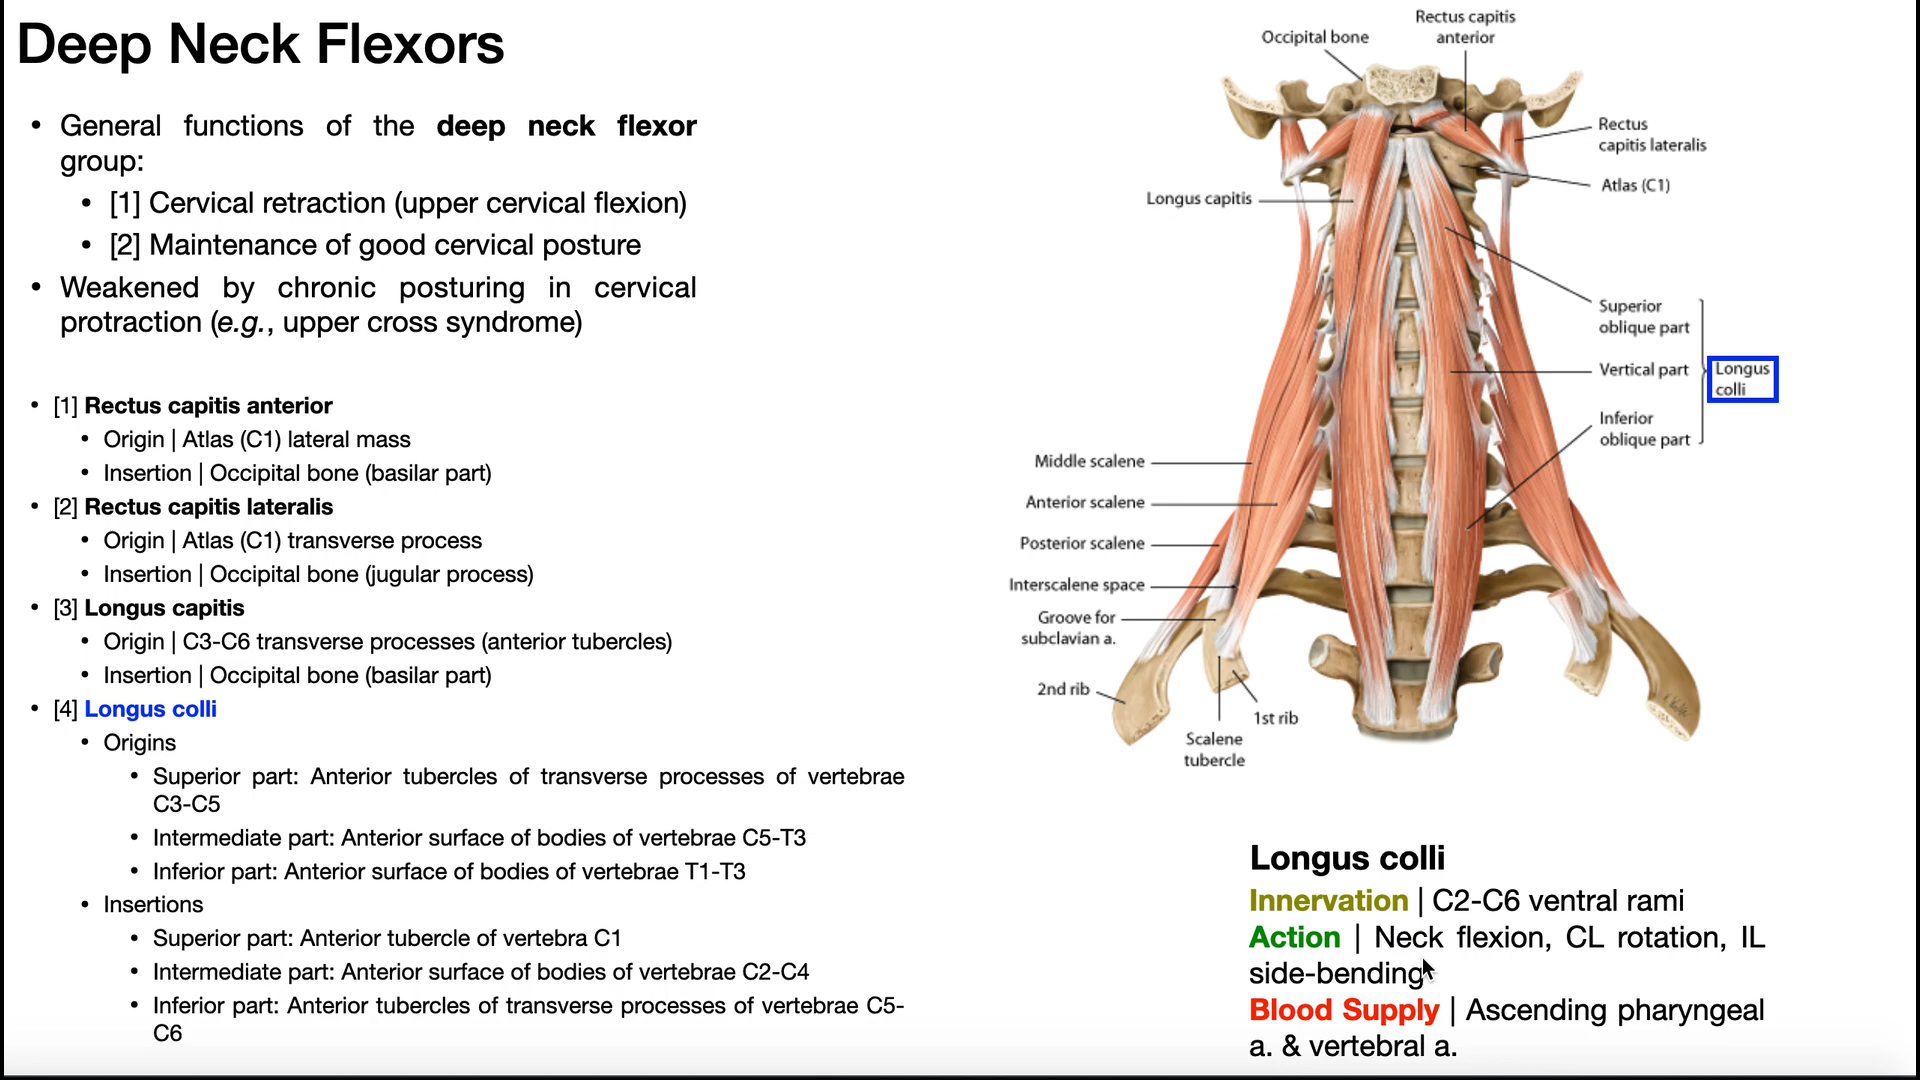 Deep Neck Flexors
• General functions of the deep neck flexor
group:
• [1] Cervical retraction (upper cervical flexion)
• [2] Maintenance of good cervical posture
• Weakened by chronic posturing in cervical
protraction (e.g., upper cross syndrome)
• [1] Rectus capitis anterior
• Origin | Atlas (C1) lateral mass
• Insertion | Occipital bone (basilar part)
• [2] Rectus capitis lateralis
• Origin | Atlas (C1) transverse process
• Insertion | Occipital bone (jugular process)
• [3] Longus capitis
• Origin | C3-C6 transverse processes (anterior tubercles)
• Insertion | Occipital bone (basilar part)
• [4] Longus colli
• Origins
• Superior part: Anterior tubercles of transverse processes of vertebrae
C3-C5
• Intermediate part: Anterior surface of bodies of vertebrae C5-T3
• Inferior part: Anterior surface of bodies of vertebrae T1-T3
• Insertions
• Superior part: Anterior tubercle of vertebra C1
• Intermediate part: Anterior surface of bodies of vertebrae C2-C4
• Inferior part: Anterior tubercles of transverse processes of vertebrae C5-
C6
Rectus capitis
anterior
Occipital bone
Rectus
capitis lateralis
Atlas (C1)
Longus capitis
Superior
oblique part
Vertical part
Longus
colli
Inferior
oblique part
Middle scalene
Anterior scalene
Posterior scalene
Interscalene space
Groove for
subclavian a.
2nd rib
1st rib
Scalene
tubercle
Longus colli
Innervation | C2-C6 ventral rami
Action | Neck flexion, CL rotation, IL
side-bending
Blood Supply | Ascending pharyngeal
a. & vertebral a.